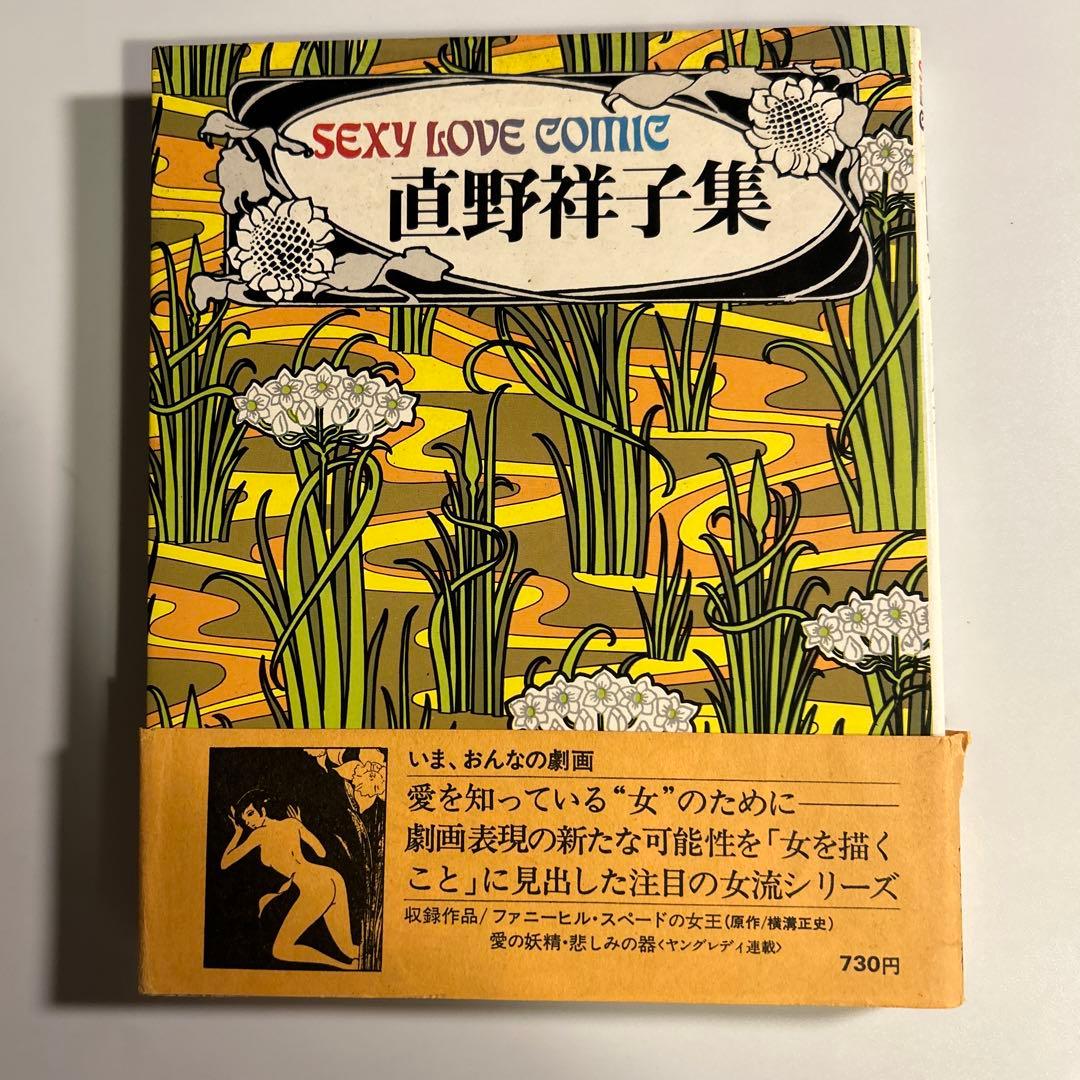 SEXY LOVE COMIC
直野祥子集
いま、おんなの劇画
愛を知っている“女”のために――
劇画表現の新たな可能性を「女を描く
こと」に見出した注目の女流シリーズ
収録作品/ファニーヒル・スペードの女王(原作/横溝正史)
愛の妖精・悲しみの器〈ヤングレディ連載〉
730円